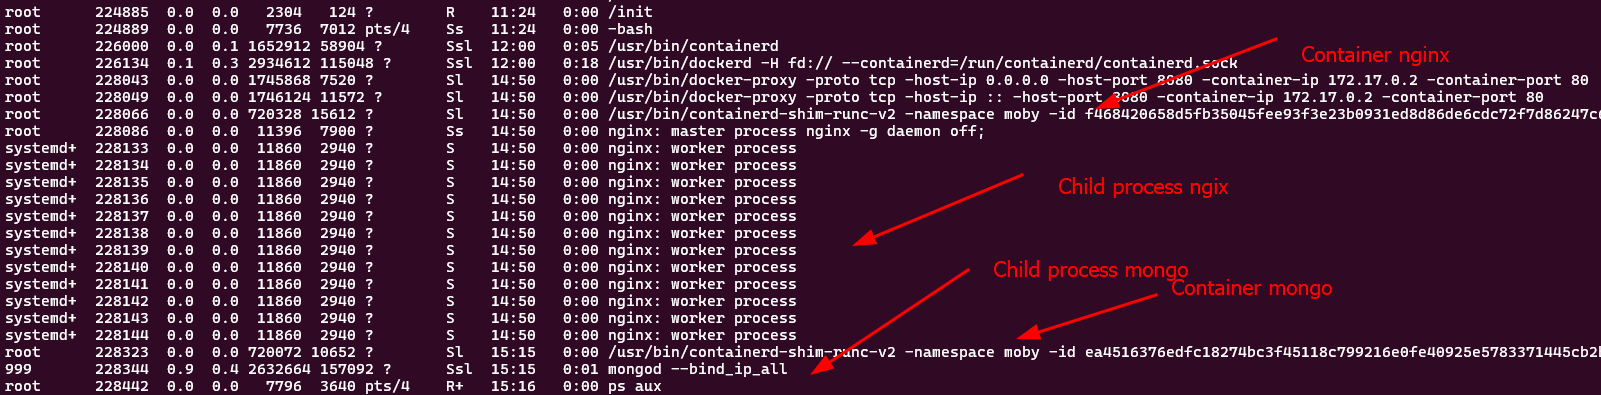 root 224885 0.0 0.0 2304 124 ? R 11:24 0:00 /init
root 224889 0.0 0.0 7736 7012 pts/4 Ss 11:24 0:00 -bash
root 226000 0.0 0.1 1652912 58904 ? Ssl 12:00 0:05 /usr/bin/containerd
Container nginx
root 226134 0.1 0.3 2934612 115048 ? Ssl 12:00 0:18 /usr/bin/dockerd -H fd:// --containerd=/run/containerd/containerd.sock
root 228043 0.0 0.0 1745868 7520 ? Sl 14:50 0:00 /usr/bin/docker-proxy -proto tcp -host-ip 0.0.0.0 -host-port 8080 -container-ip 172.17.0.2 -container-port 80
root 228049 0.0 0.0 1746124 11572 ? Sl 14:50 0:00 /usr/bin/docker-proxy -proto tcp -host-ip :: -host-port 8080 -container-ip 172.17.0.2 -container-port 80
root 228066 0.0 0.0 720328 15612 ? Sl 14:50 0:00 /usr/bin/containerd-shim-runc-v2 -namespace moby -id f468420658d5fb35045fee93f3e23b0931ed8d86de6cdc72f7d86247c
root 228086 0.0 0.0 11396 7900 ? Ss 14:50 0:00 nginx: master process nginx -g daemon off;
systemd+ 228133 0.0 0.0 11860 2940 ? S 14:50 0:00 nginx: worker process
systemd+ 228134 0.0 0.0 11860 2940 ? S 14:50 0:00 nginx: worker process
systemd+ 228135 0.0 0.0 11860 2940 ? S 14:50 0:00 nginx: worker process
Child process ngix
systemd+ 228136 0.0 0.0 11860 2940 ? S 14:50 0:00 nginx: worker process
systemd+ 228137 0.0 0.0 11860 2940 ? S 14:50 0:00 nginx: worker process
systemd+ 228138 0.0 0.0 11860 2940 ? S 14:50 0:00 nginx: worker process
systemd+ 228139 0.0 0.0 11860 2940 ? S 14:50 0:00 nginx: worker process
systemd+ 228140 0.0 0.0 11860 2940 ? S 14:50 0:00 nginx: worker process
Child process mongo
systemd+ 228141 0.0 0.0 11860 2940 ? S 14:50 0:00 nginx: worker process
Container mongo
systemd+ 228142 0.0 0.0 11860 2940 ? S 14:50 0:00 nginx: worker process
systemd+ 228143 0.0 0.0 11860 2940 ? S 14:50 0:00 nginx: worker process
systemd+ 228144 0.0 0.0 11860 2940 ? S 14:50 0:00 nginx: worker process
root 228323 0.0 0.0 720072 10652 ? Sl 15:15 0:00 /usr/bin/containerd-shim-runc-v2 -namespace moby -id ea4516376edfc18274bc3f45118c799216e0fe40925e5783371445cb2
999 228344 0.9 0.4 2632664 157092 ? Ssl 15:15 0:01 mongod --bind_ip_all
root 228442 0.0 0.0 7796 3640 pts/4 R+ 15:16 0:00 ps aux